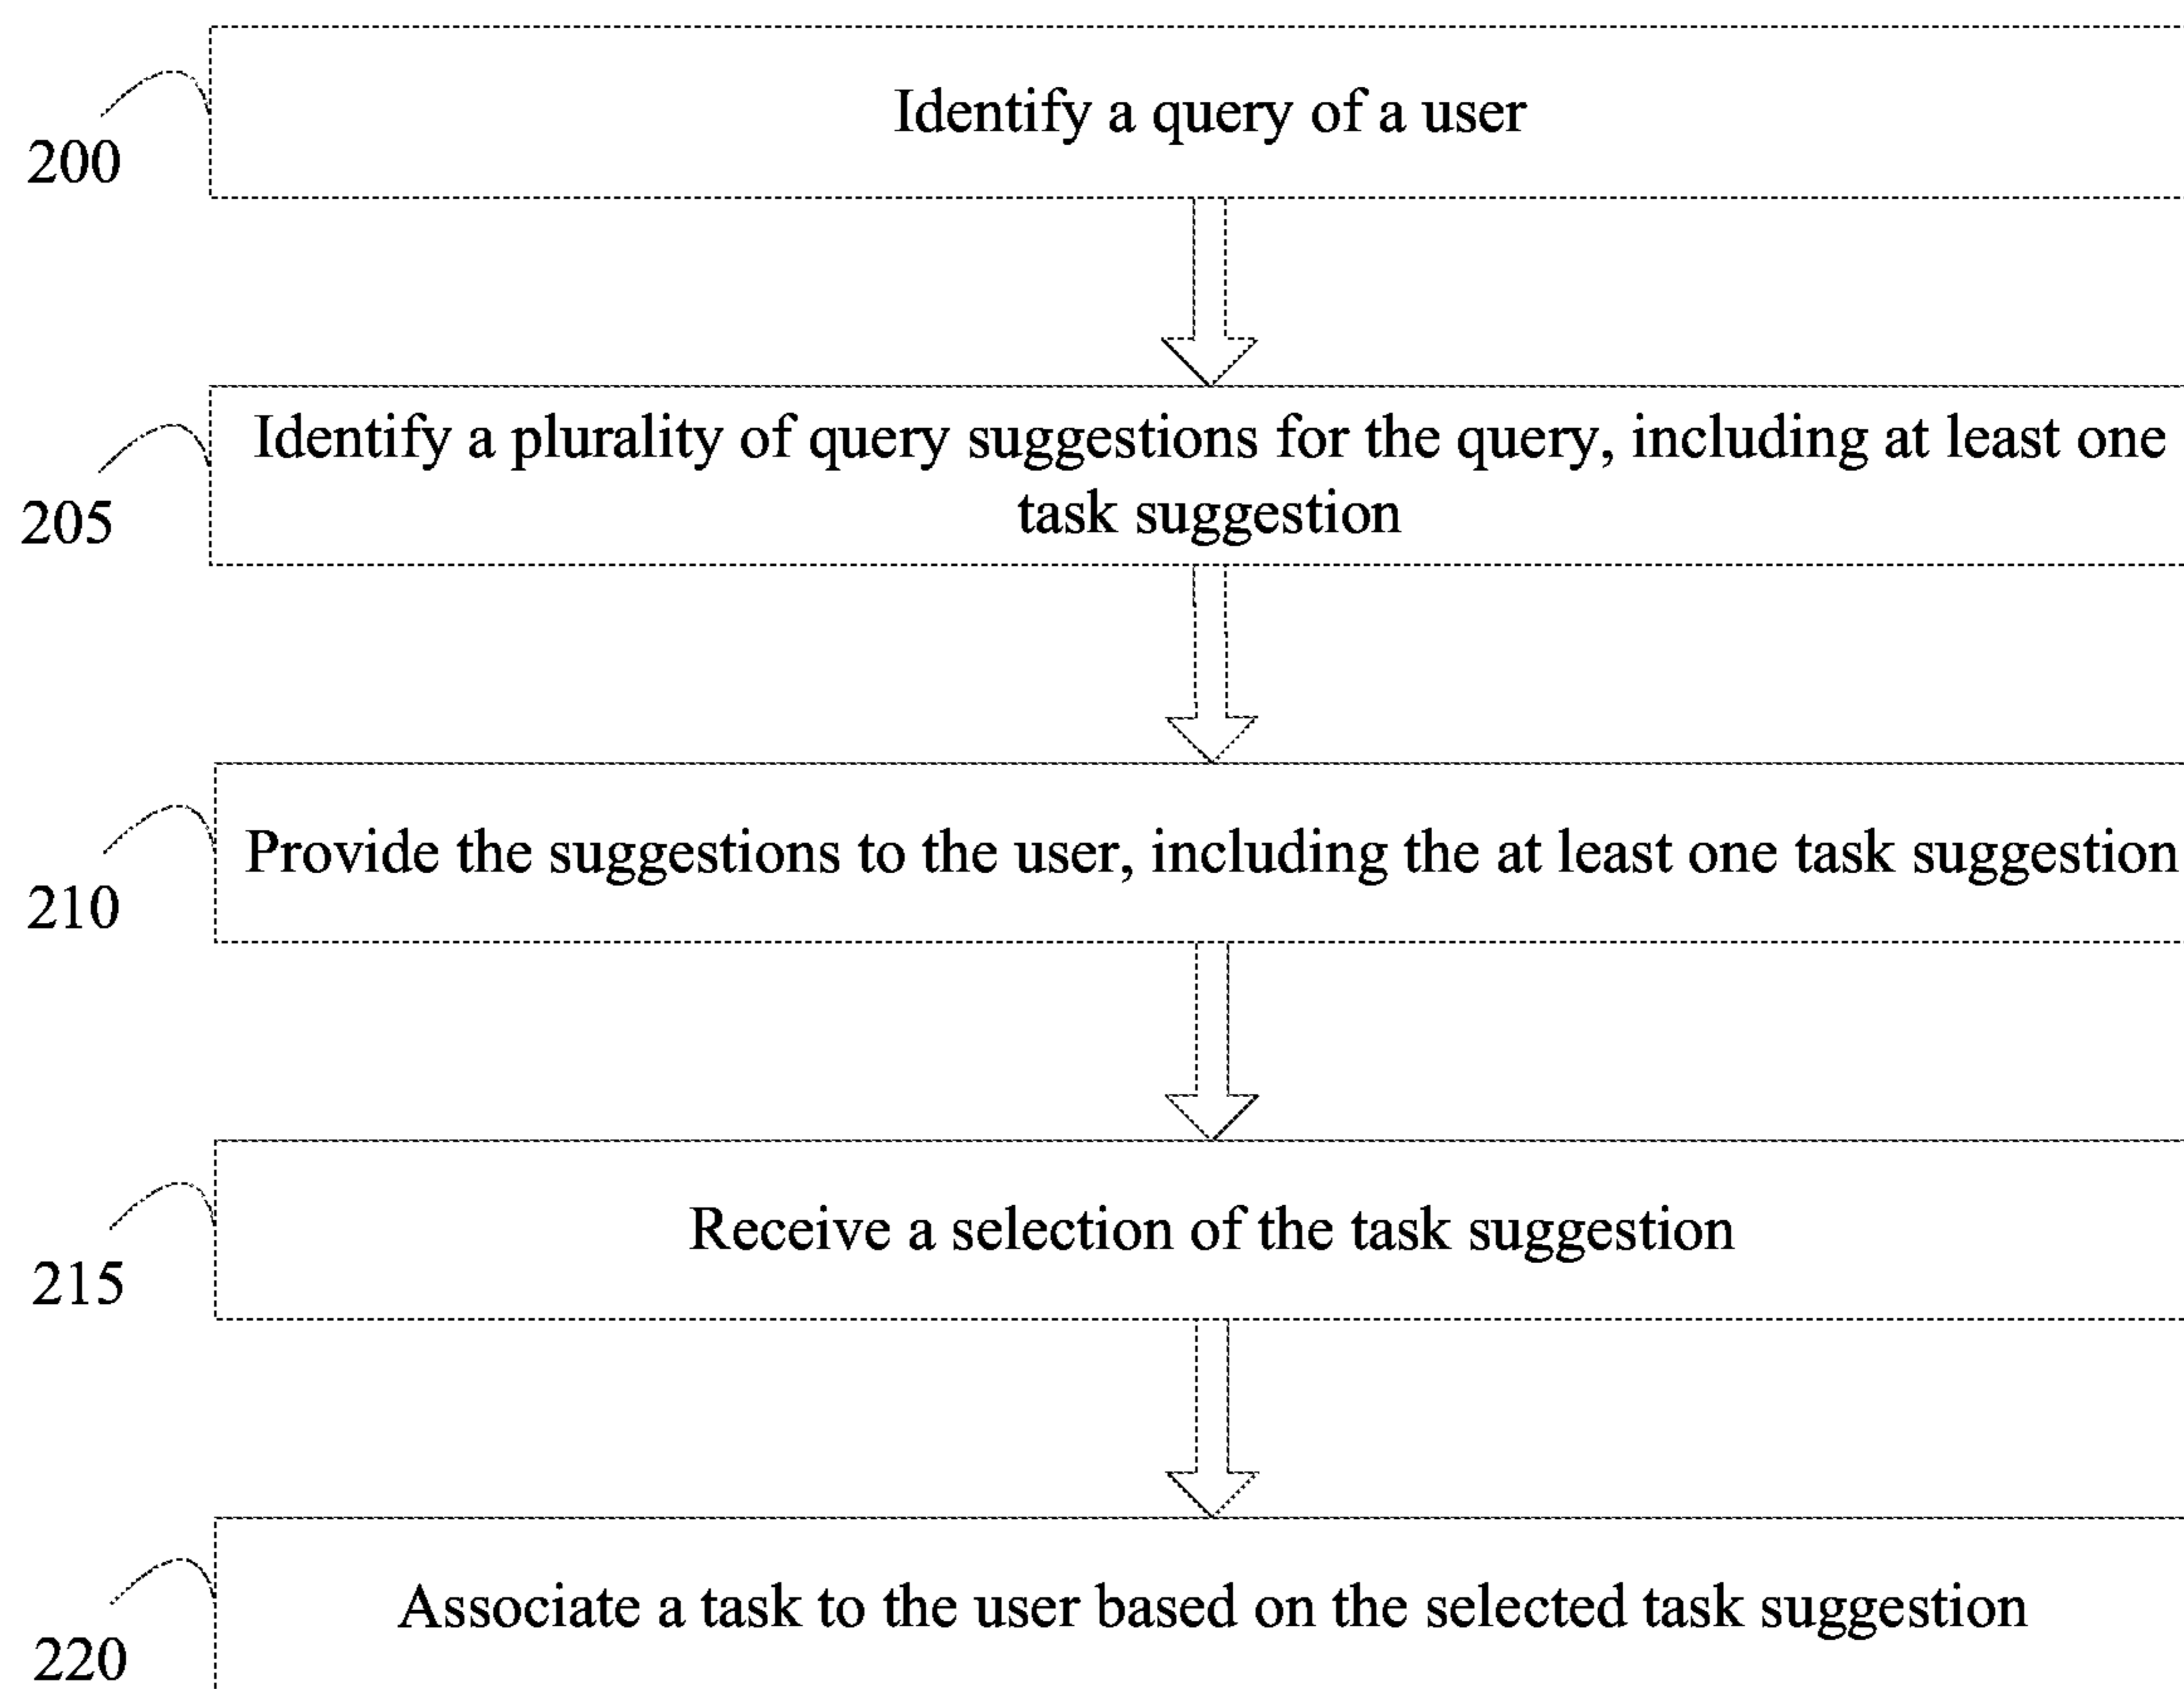 Identify a query of a user
200
Identify a plurality of query suggestions for the query, including at least one
task suggestion
205
Provide the suggestions to the user, including the at least one task suggestion
210
Receive a selection of the task suggestion
215
Associate a task to the user based on the selected task suggestion
220